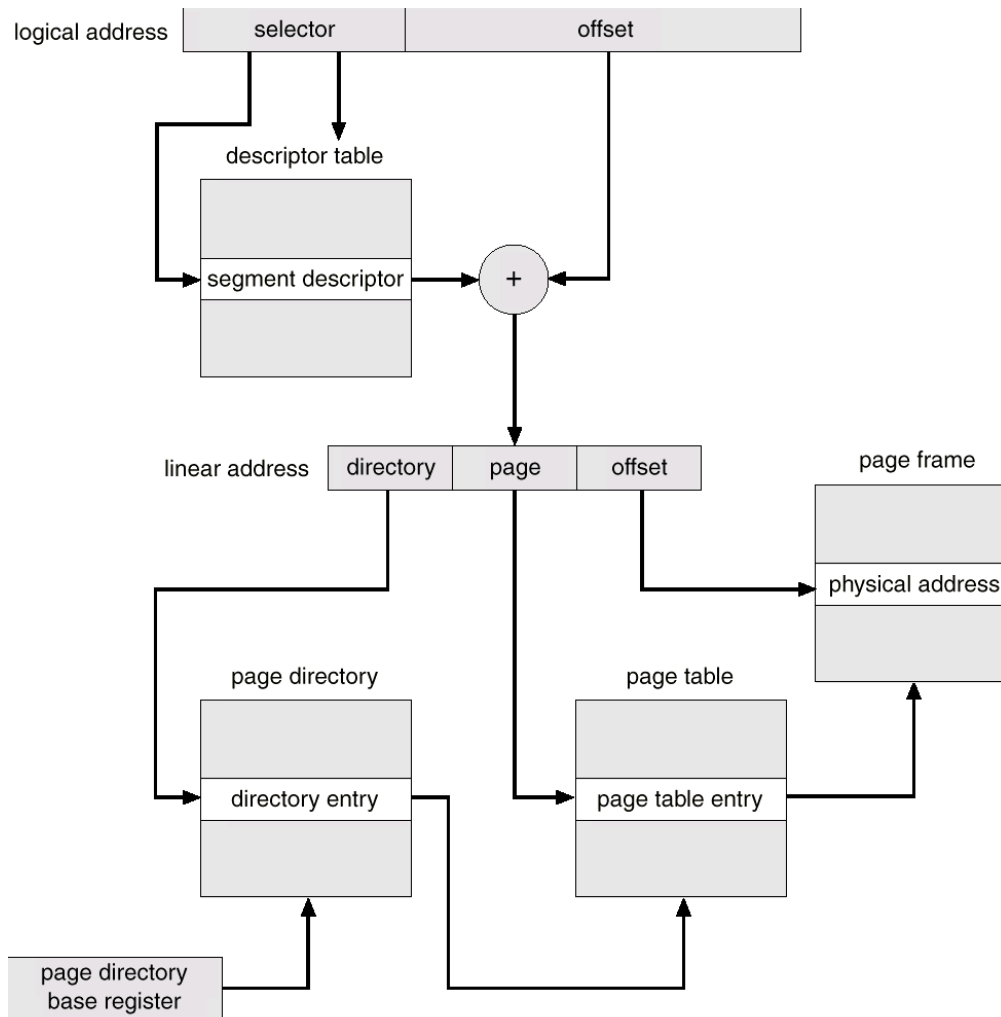 logical address selector offset
descriptor table
segment descriptor +
linear address directory page offset
page frame
physical address
page directory page table
directory entry page table entry
page directory
base register